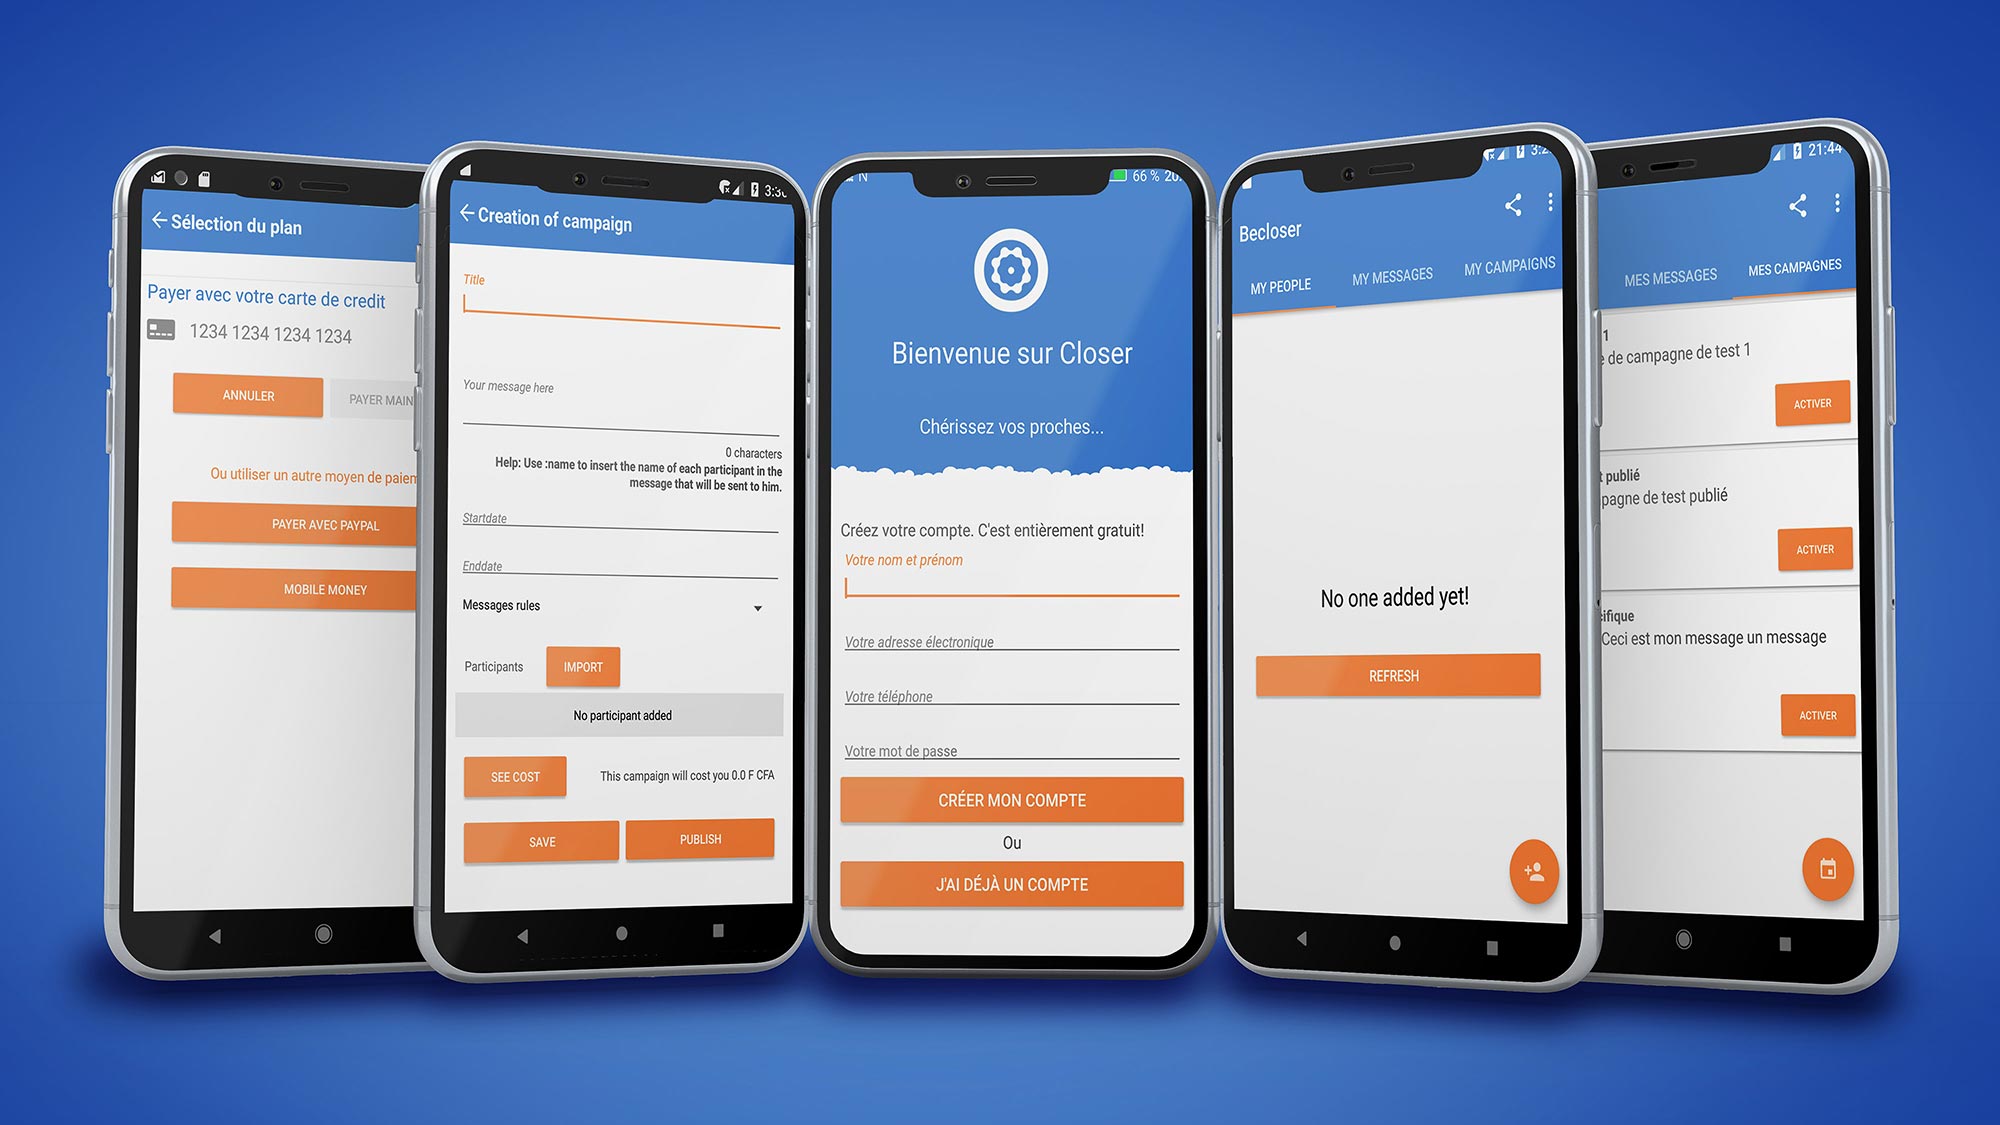 Sélection du plan
Payer avec votre carte de credit
1234 1234 1234 1234
ANNULER
PAYER MAIN
Ou utiliser un autre moyen de paiem
PAYER AVEC PAYPAL
MOBILE MONEY
3:3
Creation of campaign
Title
Your message here
0 characters
Help: Use :name to insert the name of each participant in the
message that will be sent to him.
Startdate
Enddate
Messages rules
Participants
IMPORT
No participant added
SEE COST
This campaign will cost you 0.0 F CFA
SAVE
PUBLISH
N
66 % 20
Bienvenue sur Closer
Chérissez vos proches...
Créez votre compte. C'est entièrement gratuit!
Votre nom et prénom
Votre adresse électronique
Votre téléphone
Votre mot de passe
CRÉER MON COMPTE
Ou
J'AI DÉJÀ UN COMPTE
3:2
Becloser
MY PEOPLE
MY MESSAGES
MY CAMPAIGNS
No one added yet!
REFRESH
21:44
MES MESSAGES
MES CAMPAGNES
1
e de campagne de test 1
ACTIVER
t publié
pagne de test publié
ACTIVER
cifique
Ceci est mon message un message
ACTIVER